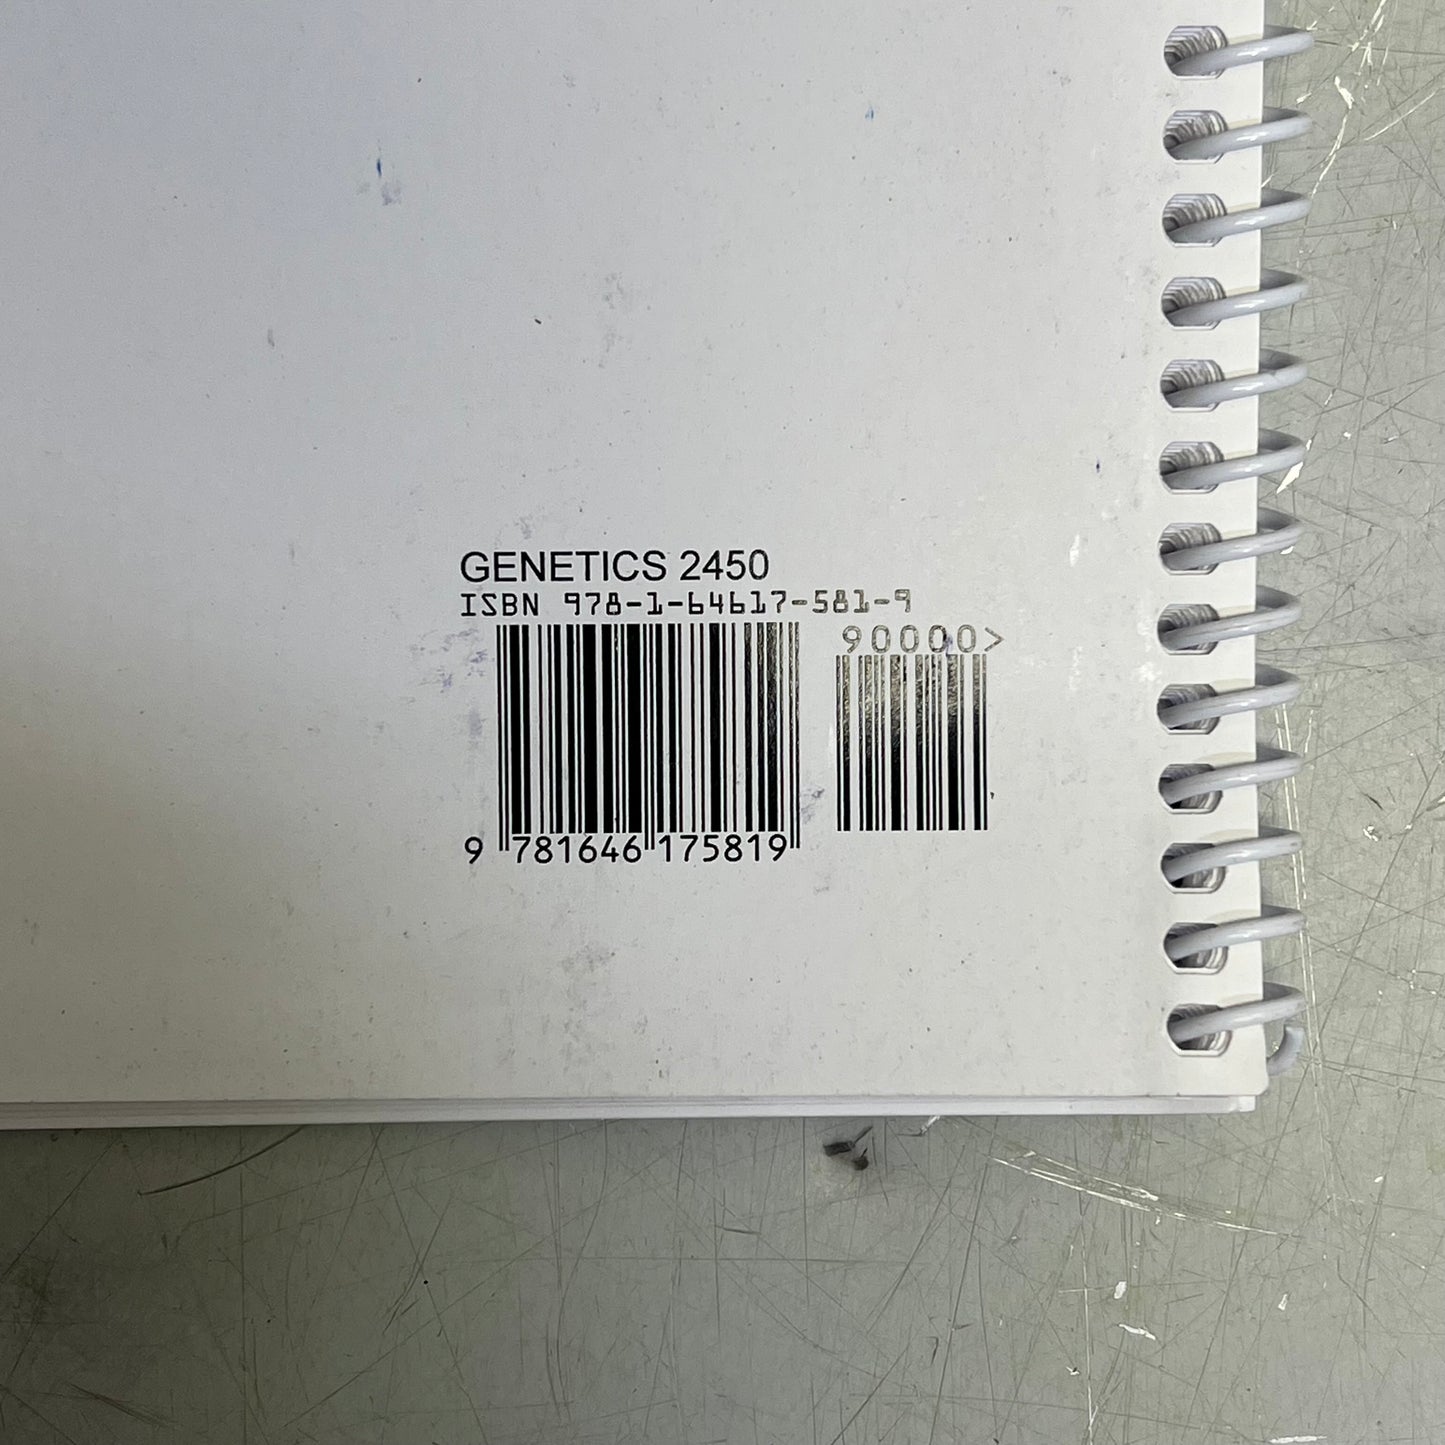 GENETICS 2450
ISBN 978-1-64617-581-9
90000>
9 781646 175819